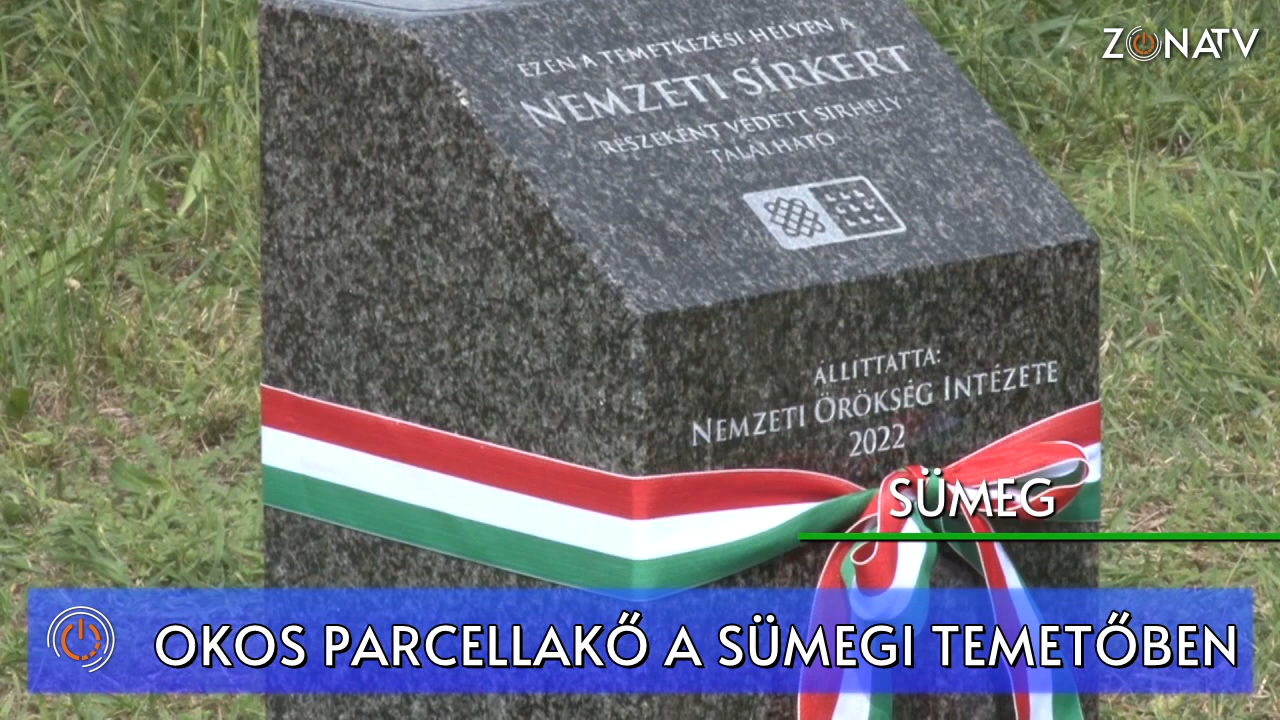 ZONATV
EZEN A TEMETKEZÉSI HELYEN A
NEMZETI SÍRKERT
RÉSZEKÉNT VÉDETT SÍRHELY
TALÁLHATÓ
ÁLLÍTTATTA:
NEMZETI ÖRÖKSÉG INTÉZETE
2022
SÜMEG
OKOS PARCELLAKŐ A SÜMEGI TEMETŐBEN